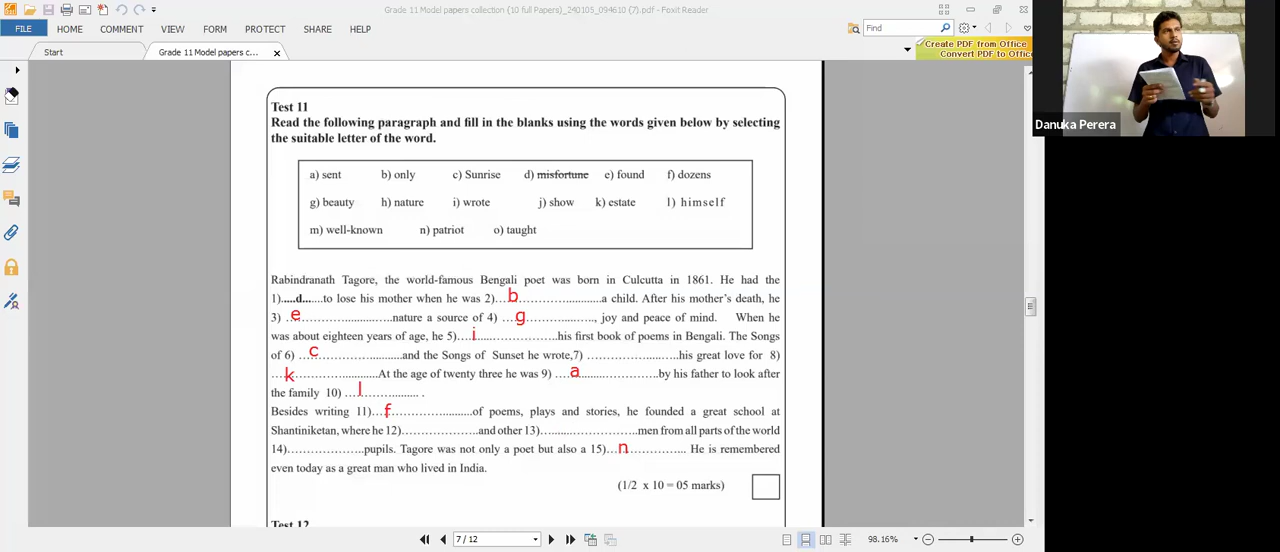 Grade 11 Model papers collection (10 full Papers)_240105_094610 (7).pdf - Foxit Reader
FILE HOME COMMENT VIEW FORM PROTECT SHARE HELP
Find
Start Grade 11 Model papers c...
Create PDF from Office
Convert PDF to Offic
Danuka Perera
Test 11
Read the following paragraph and fill in the blanks using the words given below by selecting
the suitable letter of the word.
a) sent b) only c) Sunrise d) misfortune e) found f) dozens
g) beauty h) nature i) wrote j) show k) estate l) himself
m) well-known n) patriot o) taught
Rabindranath Tagore, the world-famous Bengali poet was born in Culcutta in 1861. He had the
1).....d.......to lose his mother when he was 2)...b......................a child. After his mother's death, he
3) ...e......................nature a source of 4) ...g..............., joy and peace of mind. When he
was about eighteen years of age, he 5)....i......................his first book of poems in Bengali. The Songs
of 6) ...c......................and the Songs of Sunset he wrote,7) ......................his great love for 8)
...k......................At the age of twenty three he was 9) ...a......................by his father to look after
the family 10) ...l............... .
Besides writing 11)...f......................of poems, plays and stories, he founded a great school at
Shantiniketan, where he 12)......................and other 13)......................men from all parts of the world
14)......................pupils. Tagore was not only a poet but also a 15)...n.................. He is remembered
even today as a great man who lived in India.
(1/2 x 10 = 05 marks)
Test 12
7 / 12
98.16%